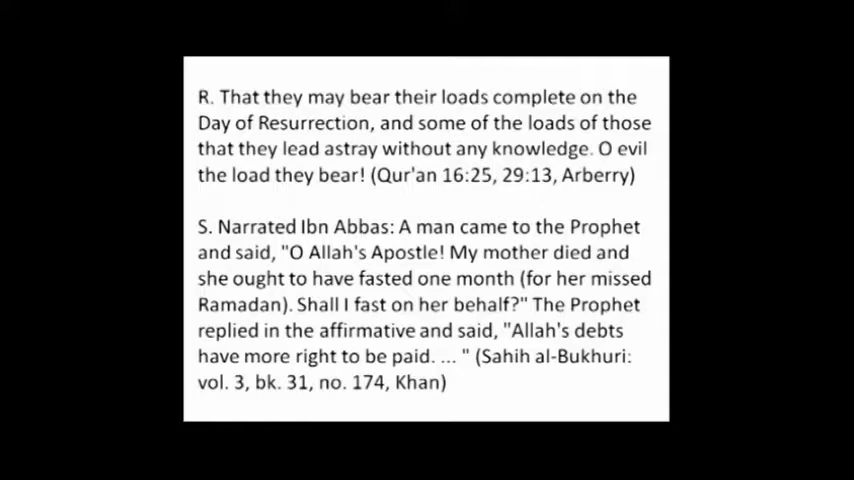 R. That they may bear their loads complete on the
Day of Resurrection, and some of the loads of those
that they lead astray without any knowledge. O evil
the load they bear! (Qur'an 16:25, 29:13, Arberry)
S. Narrated Ibn Abbas: A man came to the Prophet
and said, "O Allah's Apostle! My mother died and
she ought to have fasted one month (for her missed
Ramadan). Shall I fast on her behalf?" The Prophet
replied in the affirmative and said, "Allah's debts
have more right to be paid. ... " (Sahih al-Bukhuri:
vol. 3, bk. 31, no. 174, Khan)